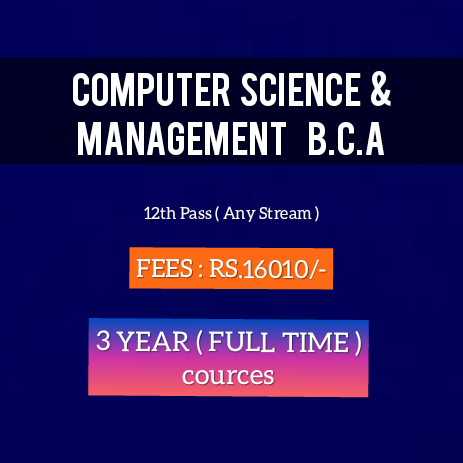 COMPUTER SCIENCE &
MANAGEMENT B.C.A
12th Pass ( Any Stream )
FEES : RS.16010/-
3 YEAR ( FULL TIME )
cources